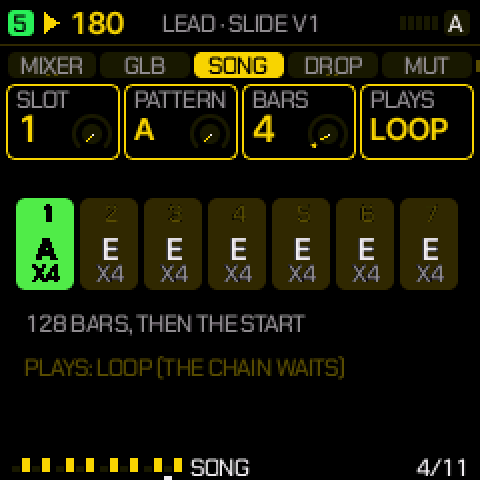 5 180 LEAD · SLIDE V1 A
MIXER GLB SONG DROP MUT
SLOT PATTERN BARS PLAYS
1 A 4 LOOP
1 2 3 4 5 6 7
A E E E E E E
X4 X4 X4 X4 X4 X4 X4
128 BARS, THEN THE START
PLAYS: LOOP (THE CHAIN WAITS)
SONG 4/11